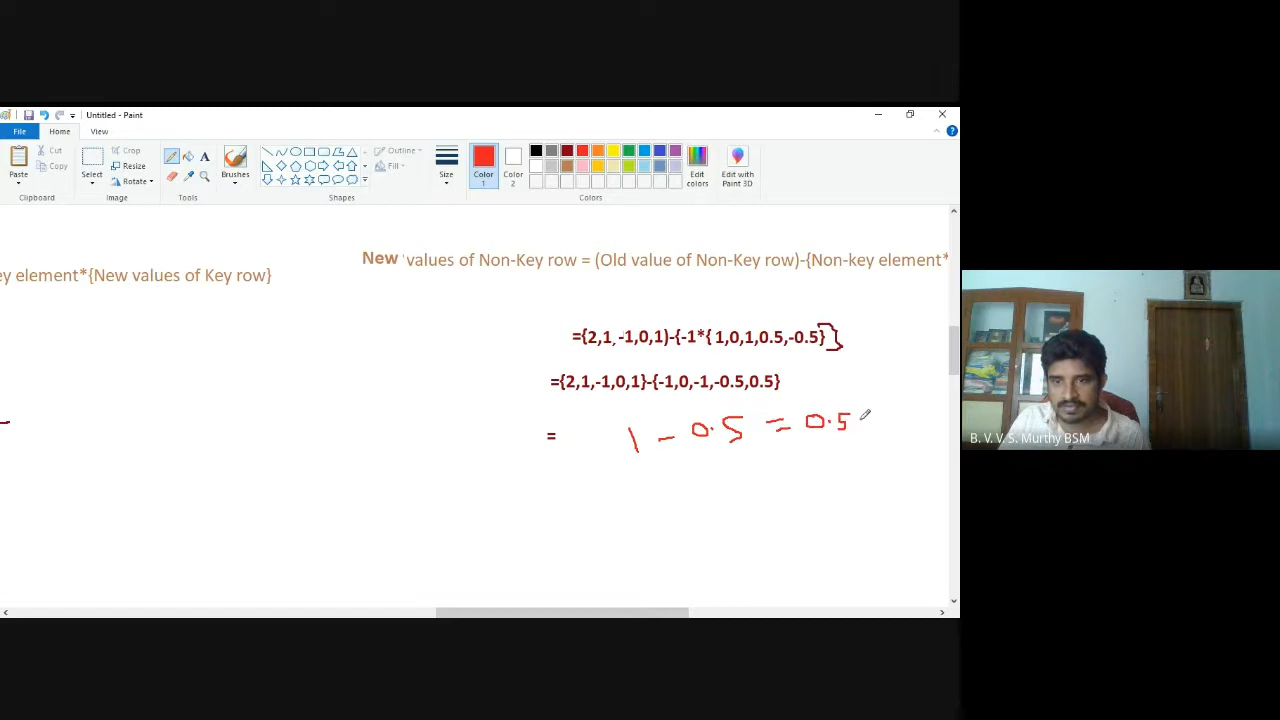 Untitled - Paint
File Home View
Paste
Cut
Copy
Clipboard
Select
Crop
Resize
Rotate
Image
Tools
Brushes
Outline
Fill
Shapes
Size
Color 1
Color 2
Edit colors
Edit with Paint 3D
Colors
ey element*{New values of Key row}
New values of Non-Key row = (Old value of Non-Key row)-{Non-key element*
={2,1,-1,0,1)-{-1*{ 1,0,1,0.5,-0.5}}
={2,1,-1,0,1}-{-1,0,-1,-0.5,0.5}
= 1 - 0.5 = 0.5
B. V. V. S. Murthy BSM